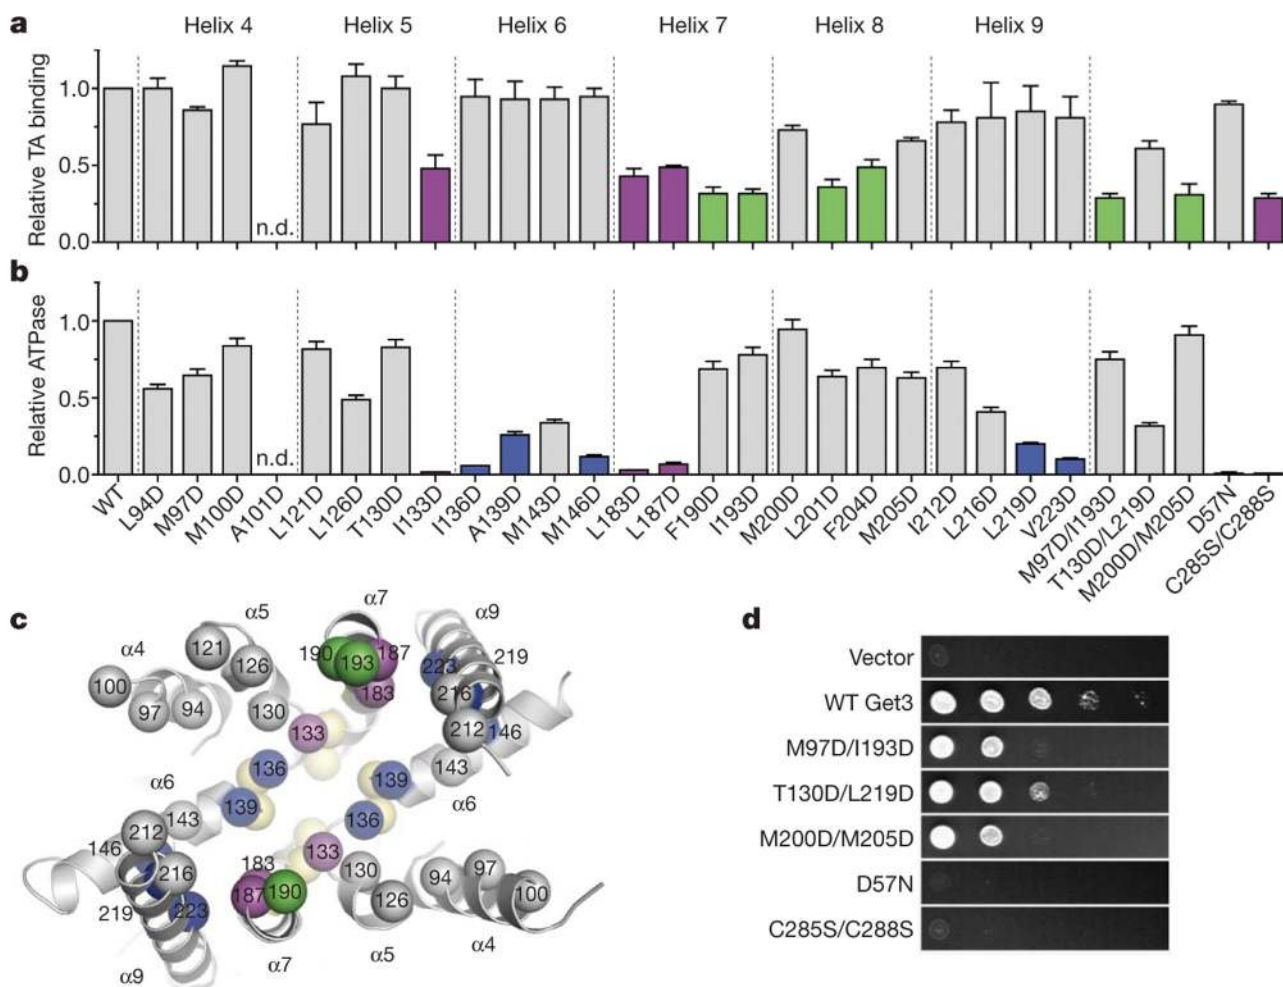 a
Helix 4 Helix 5 Helix 6 Helix 7 Helix 8 Helix 9
Relative TA binding
1.0
0.5
0.0
n.d.
b
Relative ATPase
1.0
0.5
0.0
n.d.
WT L94D M97D M100D A101D L121D L126D T130D I133D I136D A139D M143D M146D L183D L187D F190D I193D M200D L201D F204D M205D I212D L216D L219D V223D M97D/I193D T130D/L219D M200D/M205D D57N C285S/C288S
c
α7
α5 α9
α4
121 190 193 187
126 223 219
100 183 216
97 94 130
133 212 146
136 139 143
α6 α6
139 136
143
212 133
146 183 130 97
216 94 100
187 190 126
219 223
α5 α4
α9 α7
d
Vector
WT Get3
M97D/I193D
T130D/L219D
M200D/M205D
D57N
C285S/C288S